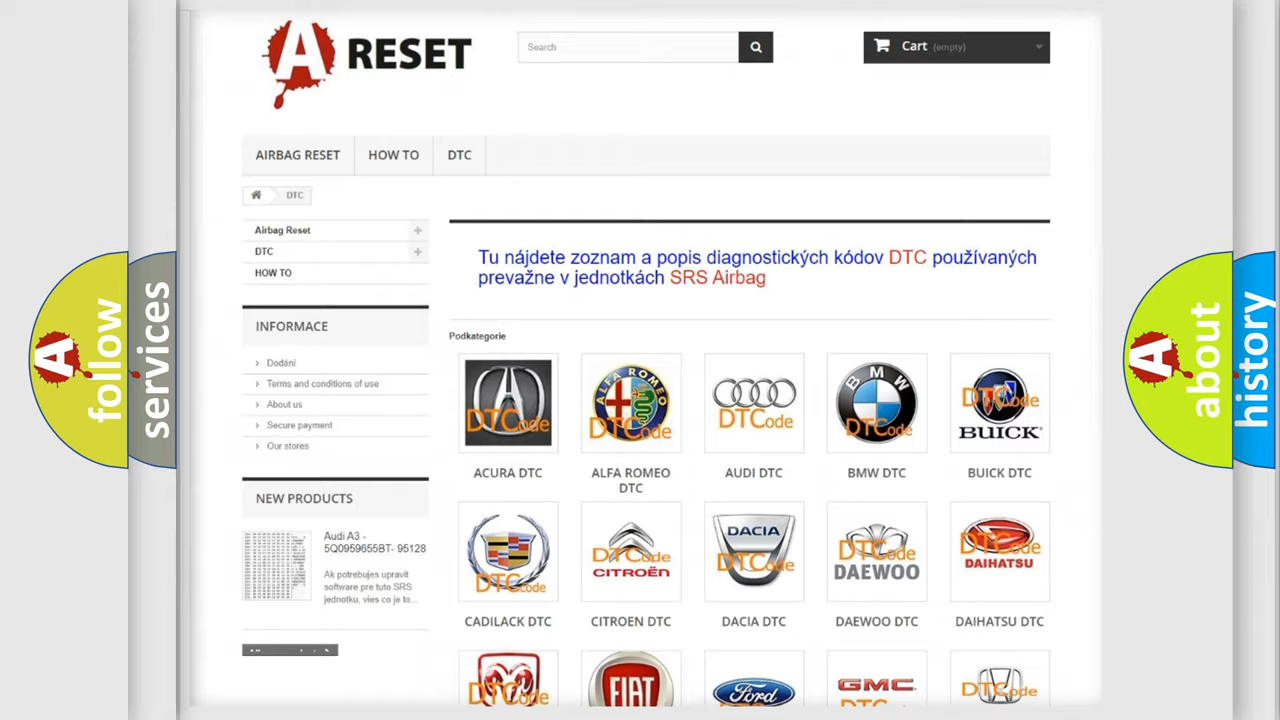 A RESET
Search
Cart (empty)
AIRBAG RESET
HOW TO
DTC
DTC
Airbag Reset
DTC
HOW TO
INFORMACE
Dodání
Terms and conditions of use
About us
Secure payment
Our stores
NEW PRODUCTS
Audi A3 -
5Q0959655BT- 95128
Ak potrebujes upravit
software pre tuto SRS
jednotku, vies co je to...
Tu nájdete zoznam a popis diagnostických kódov DTC používaných
prevažne v jednotkách SRS Airbag
Podkategorie
DTCode
ALFA ROMEO
DTCode
DTCode
BMW
DTCode
DTCode
BUICK
ACURA DTC
ALFA ROMEO
DTC
AUDI DTC
BMW DTC
BUICK DTC
DTCode
DTCode
CITROËN
DACIA
DTCode
DTCode
DAEWOO
DTCode
DAIHATSU
CADILACK DTC
CITROEN DTC
DACIA DTC
DAEWOO DTC
DAIHATSU DTC
DTCode
FIAT
Ford
GMC
DTCode
A follow
services
A about
history